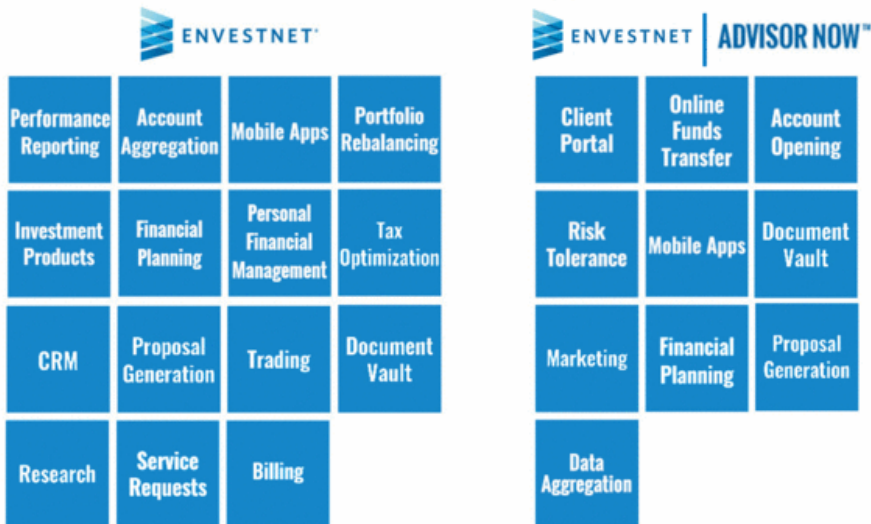 ENVESTNET®
ENVESTNET | ADVISOR NOW™
Performance
Reporting
Account
Aggregation
Mobile Apps
Portfolio
Rebalancing
Investment
Products
Financial
Planning
Personal
Financial
Management
Tax
Optimization
CRM
Proposal
Generation
Trading
Document
Vault
Research
Service
Requests
Billing
Client
Portal
Online
Funds
Transfer
Account
Opening
Risk
Tolerance
Mobile Apps
Document
Vault
Marketing
Financial
Planning
Proposal
Generation
Data
Aggregation